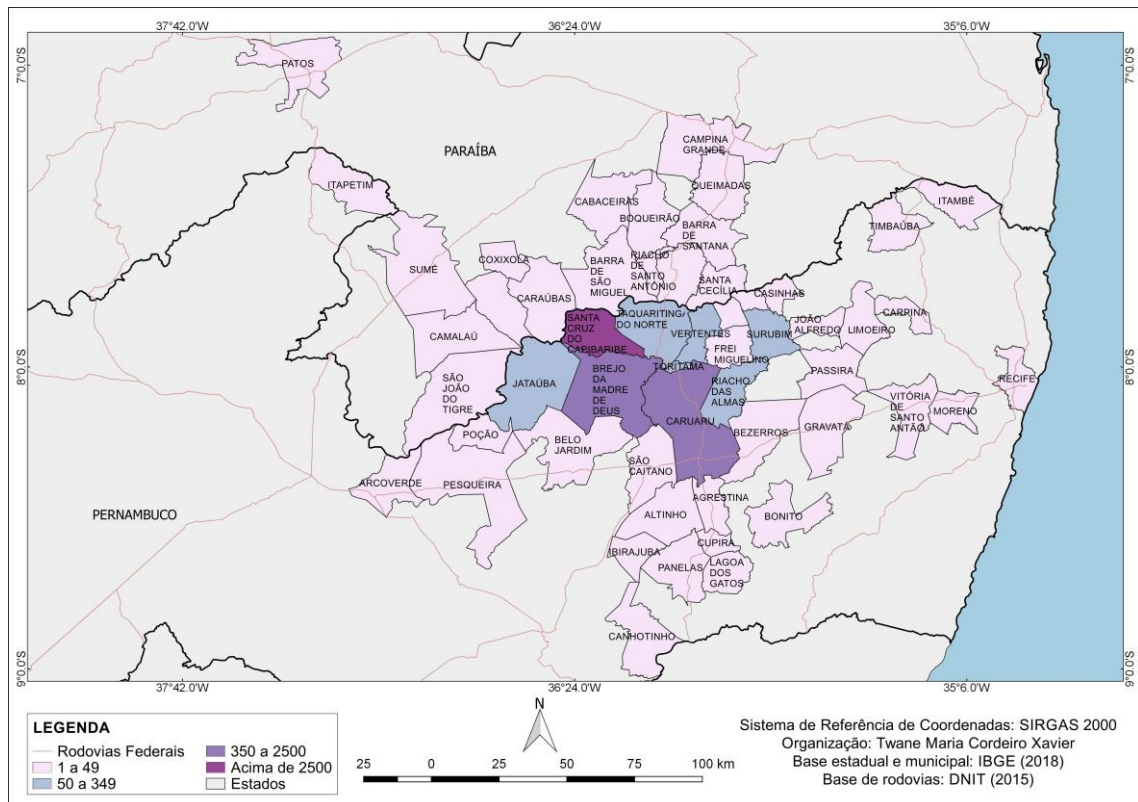 37°42.0'W
36°24.0'W
35°6.0'W
7°0.0'S
7°0.0'S
PATOS
PARAÍBA
CAMPINA
GRANDE
ITAPETIM
QUEIMADAS
CABACEIRAS
ITAMBÉ
BOQUEIRÃO
TIMBAÚBA
BARRA
DE
SANTANA
SUMÉ
COXIXOLA
BARRA
DE
SÃO
MIGUEL
RIACHO
DE
SANTO
ANTÔNIO
SANTA
CECÍLIA
CASINHAS
CARAÚBAS
TAQUARITINGA
DO NORTE
SANTA
CRUZ
DO
CAPIBARIBE
VERTENTES
SURUBIM
JOÃO
ALFREDO
LIMOEIRO
CARPINA
CAMALAÚ
FREI
MIGUELINO
8°0.0'S
8°0.0'S
TORITAMA
PASSIRA
RECIFE
SÃO
JOÃO
DO
TIGRE
JATAÚBA
BREJO
DA
MADRE
DE
DEUS
RIACHO
DAS
ALMAS
VITÓRIA
DE
SANTO
ANTÃO
MORENO
CARUARU
GRAVATÁ
BEZERROS
POÇÃO
BELO
JARDIM
SÃO
CAITANO
ARCOVERDE
PESQUEIRA
AGRESTINA
PERNAMBUCO
ALTINHO
BONITO
CUPIRA
IBIRAJUBA
PANELAS
LAGOA
DOS
GATOS
CANHOTINHO
9°0.0'S
9°0.0'S
37°42.0'W
36°24.0'W
35°6.0'W
LEGENDA
Rodovias Federais
1 a 49
50 a 349
350 a 2500
Acima de 2500
Estados
N
25 0 25 50 75 100 km
Sistema de Referência de Coordenadas: SIRGAS 2000
Organização: Twane Maria Cordeiro Xavier
Base estadual e municipal: IBGE (2018)
Base de rodovias: DNIT (2015)